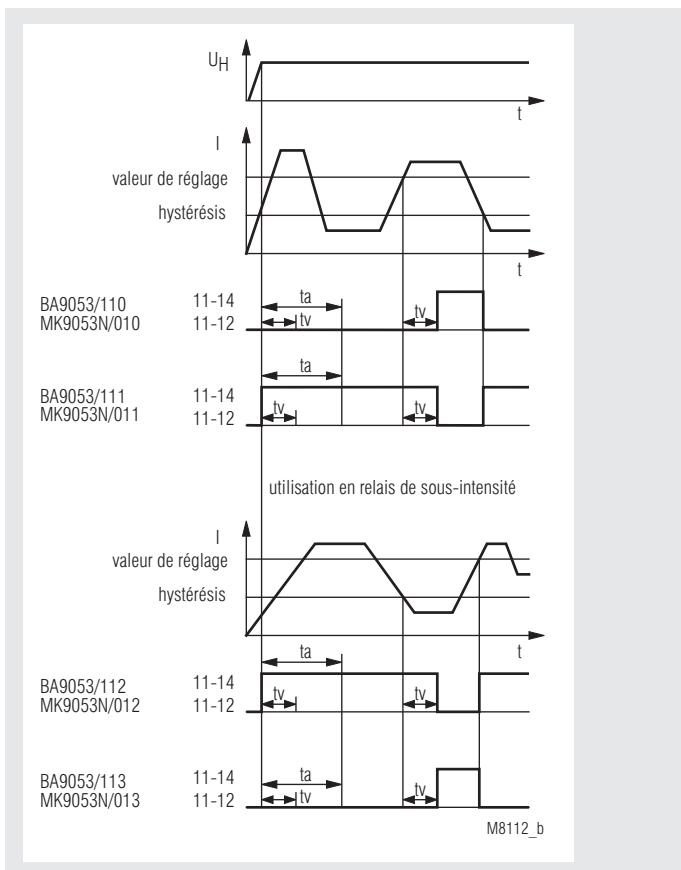 UH
t
I
valeur de réglage
hystérésis
t
BA9053/110 11-14 ta
MK9053N/010 11-12 tv tv
ta
BA9053/111 11-14
MK9053N/011 11-12 tv tv
utilisation en relais de sous-intensité
I
valeur de réglage
hystérésis
t
ta
BA9053/112 11-14
MK9053N/012 11-12 tv tv
BA9053/113 11-14 ta
MK9053N/013 11-12 tv tv
M8112_b